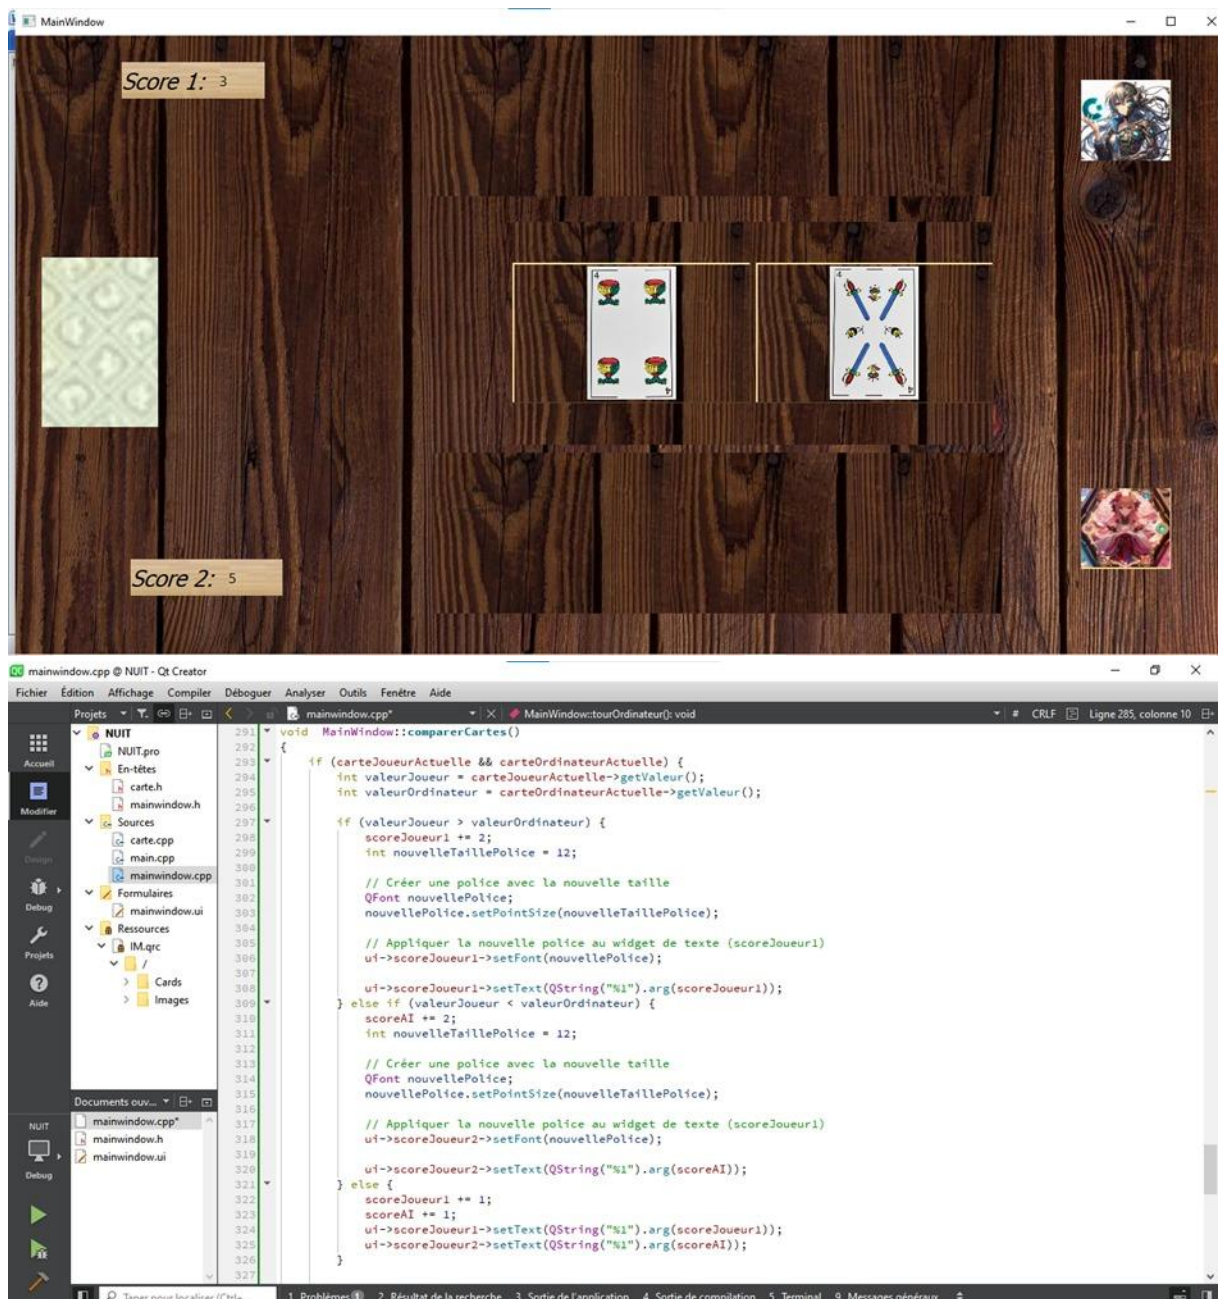 MainWindow
Score 1: 3
4
4
4
4
Score 2: 5
mainwindow.cpp @ NUIT - Qt Creator
Fichier Édition Affichage Compiler Déboguer Analyser Outils Fenêtre Aide
Projets mainwindow.cpp* MainWindow::tourOrdinateur(): void # CRLF Ligne 285, colonne 10
Accueil
Modifier
Design
Debug
Projets
Aide
NUIT
Debug
NUIT
NUIT.pro
En-têtes
carte.h
mainwindow.h
Sources
carte.cpp
main.cpp
mainwindow.cpp
Formulaires
mainwindow.ui
Ressources
IM.qrc
/
Cards
Images
Documents ouv...
mainwindow.cpp*
mainwindow.h
mainwindow.ui
291 void MainWindow::comparerCartes()
292 {
293 if (carteJoueurActuelle && carteOrdinateurActuelle) {
294 int valeurJoueur = carteJoueurActuelle->getValeur();
295 int valeurOrdinateur = carteOrdinateurActuelle->getValeur();
296
297 if (valeurJoueur > valeurOrdinateur) {
298 scoreJoueur1 += 2;
299 int nouvelleTaillePolice = 12;
300
301 // Créer une police avec la nouvelle taille
302 QFont nouvellePolice;
303 nouvellePolice.setPointSize(nouvelleTaillePolice);
304
305 // Appliquer la nouvelle police au widget de texte (scoreJoueur1)
306 ui->scoreJoueur1->setFont(nouvellePolice);
307
308 ui->scoreJoueur1->setText(QString("%1").arg(scoreJoueur1));
309 } else if (valeurJoueur < valeurOrdinateur) {
310 scoreAI += 2;
311 int nouvelleTaillePolice = 12;
312
313 // Créer une police avec la nouvelle taille
314 QFont nouvellePolice;
315 nouvellePolice.setPointSize(nouvelleTaillePolice);
316
317 // Appliquer la nouvelle police au widget de texte (scoreJoueur1)
318 ui->scoreJoueur2->setFont(nouvellePolice);
319
320 ui->scoreJoueur2->setText(QString("%1").arg(scoreAI));
321 } else {
322 scoreJoueur1 += 1;
323 scoreAI += 1;
324 ui->scoreJoueur1->setText(QString("%1").arg(scoreJoueur1));
325 ui->scoreJoueur2->setText(QString("%1").arg(scoreAI));
326 }
327
Taper pour localiser (Ctrl+... 1 Problèmes 1 2 Résultat de la recherche 3 Sortie de l'application 4 Sortie de compilation 5 Terminal 9 Messages généraux